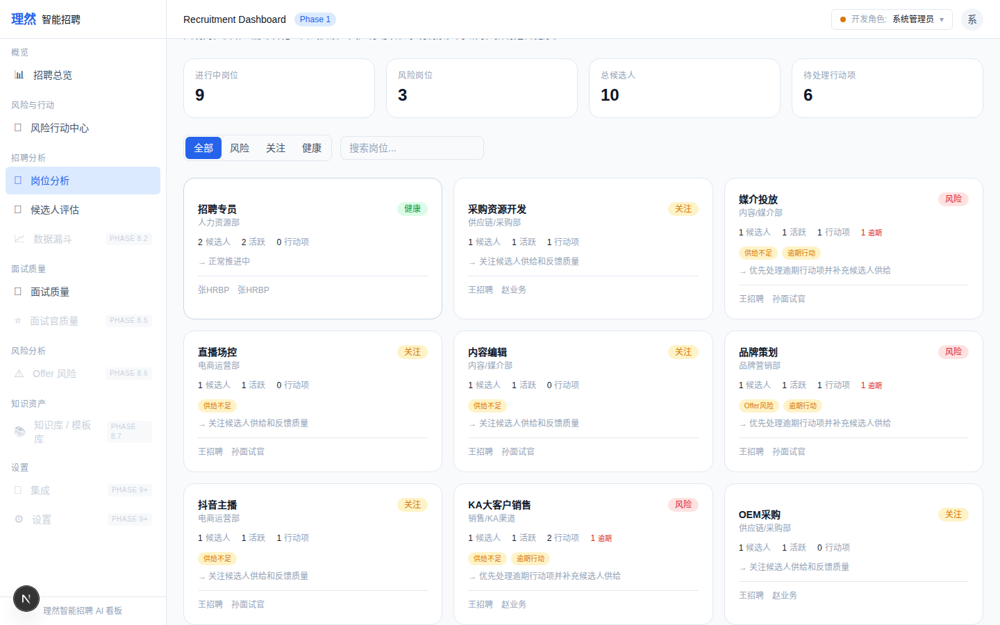 理然 智能招聘
概览
招聘总览
风险与行动
风险行动中心
招聘分析
岗位分析
候选人评估
数据漏斗 PHASE 8.2
面试质量
面试质量
面试官质量 PHASE 8.5
风险分析
Offer 风险 PHASE 8.6
知识资产
知识库 / 模板库 PHASE 8.7
设置
集成 PHASE 9+
设置 PHASE 9+
理然智能招聘 AI 看板
Recruitment Dashboard Phase 1
开发角色: 系统管理员 ▾ 系
进行中岗位
9
风险岗位
3
总候选人
10
待处理行动项
6
全部 风险 关注 健康 搜索岗位...
招聘专员 健康
人力资源部
2 候选人 2 活跃 0 行动项
→ 正常推进中
张HRBP 张HRBP
采购资源开发 关注
供应链/采购部
1 候选人 1 活跃 1 行动项
→ 关注候选人供给和反馈质量
王招聘 赵业务
媒介投放 风险
内容/媒介部
1 候选人 1 活跃 1 行动项 1 逾期
供给不足 逾期行动
→ 优先处理逾期行动项并补充候选人供给
王招聘 孙面试官
直播场控 关注
电商运营部
1 候选人 1 活跃 0 行动项
供给不足
→ 关注候选人供给和反馈质量
王招聘 孙面试官
内容编辑 关注
内容/媒介部
1 候选人 1 活跃 0 行动项
供给不足
→ 关注候选人供给和反馈质量
王招聘 孙面试官
品牌策划 风险
品牌营销部
1 候选人 1 活跃 1 行动项 1 逾期
Offer风险 逾期行动
→ 优先处理逾期行动项并补充候选人供给
王招聘 孙面试官
抖音主播 关注
电商运营部
1 候选人 1 活跃 1 行动项
供给不足
→ 关注候选人供给和反馈质量
王招聘 孙面试官
KA大客户销售 风险
销售/KA渠道
1 候选人 1 活跃 2 行动项 1 逾期
供给不足 逾期行动
→ 优先处理逾期行动项并补充候选人供给
王招聘 赵业务
OEM采购 关注
供应链/采购部
1 候选人 1 活跃 0 行动项
→ 关注候选人供给和反馈质量
王招聘 赵业务